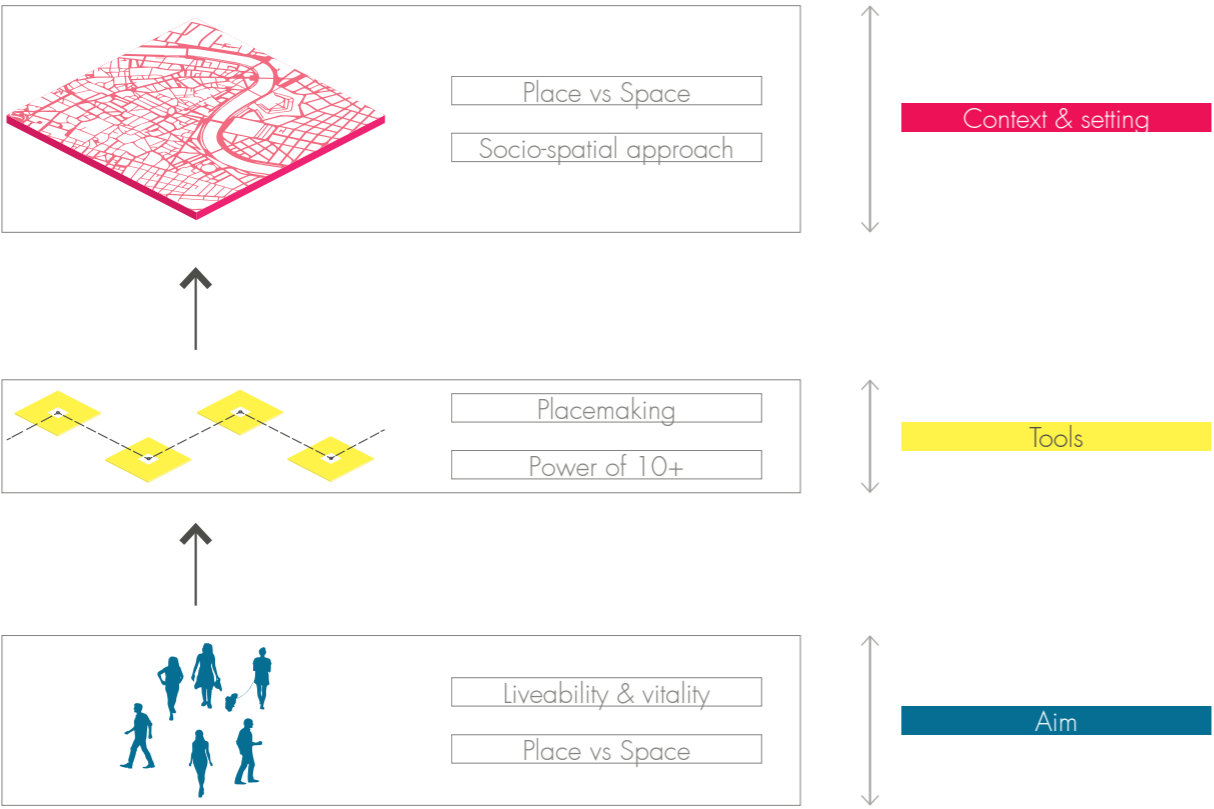 Place vs Space
Socio-spatial approach
Context & setting
Placemaking
Power of 10+
Tools
Liveability & vitality
Place vs Space
Aim